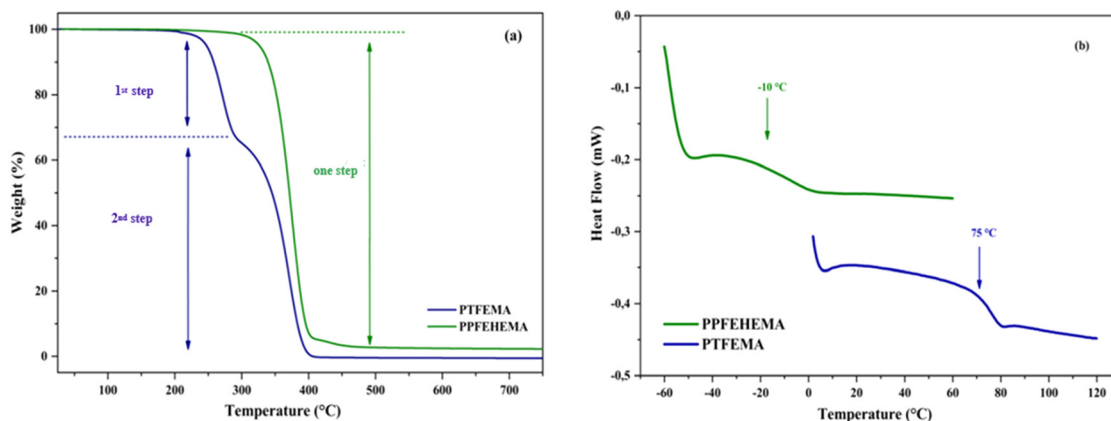 (a)
100
80
60
40
20
0
Weight (%)
1st step
2nd step
one step
PTFEMA
PPFEHEMA
100 200 300 400 500 600 700
Temperature (°C)
(b)
0,0
-0,1
-0,2
-0,3
-0,4
-0,5
Heat Flow (mW)
-10 °C
75 °C
PPFEHEMA
PTFEMA
-60 -40 -20 0 20 40 60 80 100 120
Temperature (°C)